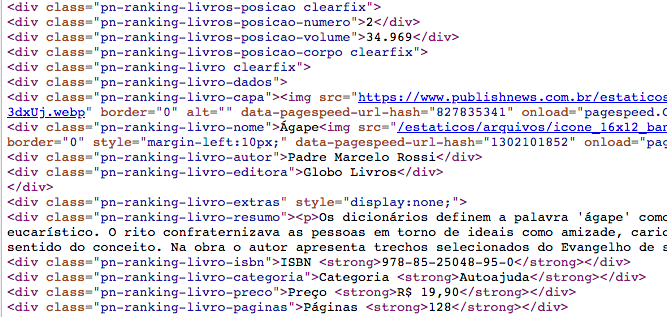 <div class="pn-ranking-livros-posicao clearfix">
<div class="pn-ranking-livros-posicao-numero">2</div>
<div class="pn-ranking-livros-posicao-volume">34.969</div>
<div class="pn-ranking-livros-posicao-corpo clearfix">
<div class="pn-ranking-livro clearfix">
<div class="pn-ranking-livro-dados">
<div class="pn-ranking-livro-capa"><img src="https://www.publishnews.com.br/estaticos
3dxUj.webp" border="0" alt="" data-pagespeed-url-hash="827835341" onload="pagespeed.C
<div class="pn-ranking-livro-nome">Ágape<img src="/estaticos/arquivos/icone_16x12_ban
border="0" style="margin-left:10px;" data-pagespeed-url-hash="1302101852" onload="pag
<div class="pn-ranking-livro-autor">Padre Marcelo Rossi</div>
<div class="pn-ranking-livro-editora">Globo Livros</div>
</div>
<div class="pn-ranking-livro-extras" style="display:none;">
<div class="pn-ranking-livro-resumo"><p>Os dicionários definem a palavra 'ágape' como
eucarístico. O rito confraternizava as pessoas em torno de ideais como amizade, carid
sentido do conceito. Na obra o autor apresenta trechos selecionados do Evangelho de s
<div class="pn-ranking-livro-isbn">ISBN <strong>978-85-25048-95-0</strong></div>
<div class="pn-ranking-livro-categoria">Categoria <strong>Autoajuda</strong></div>
<div class="pn-ranking-livro-preco">Preço <strong>R$ 19,90</strong></div>
<div class="pn-ranking-livro-paginas">Páginas <strong>128</strong></div>